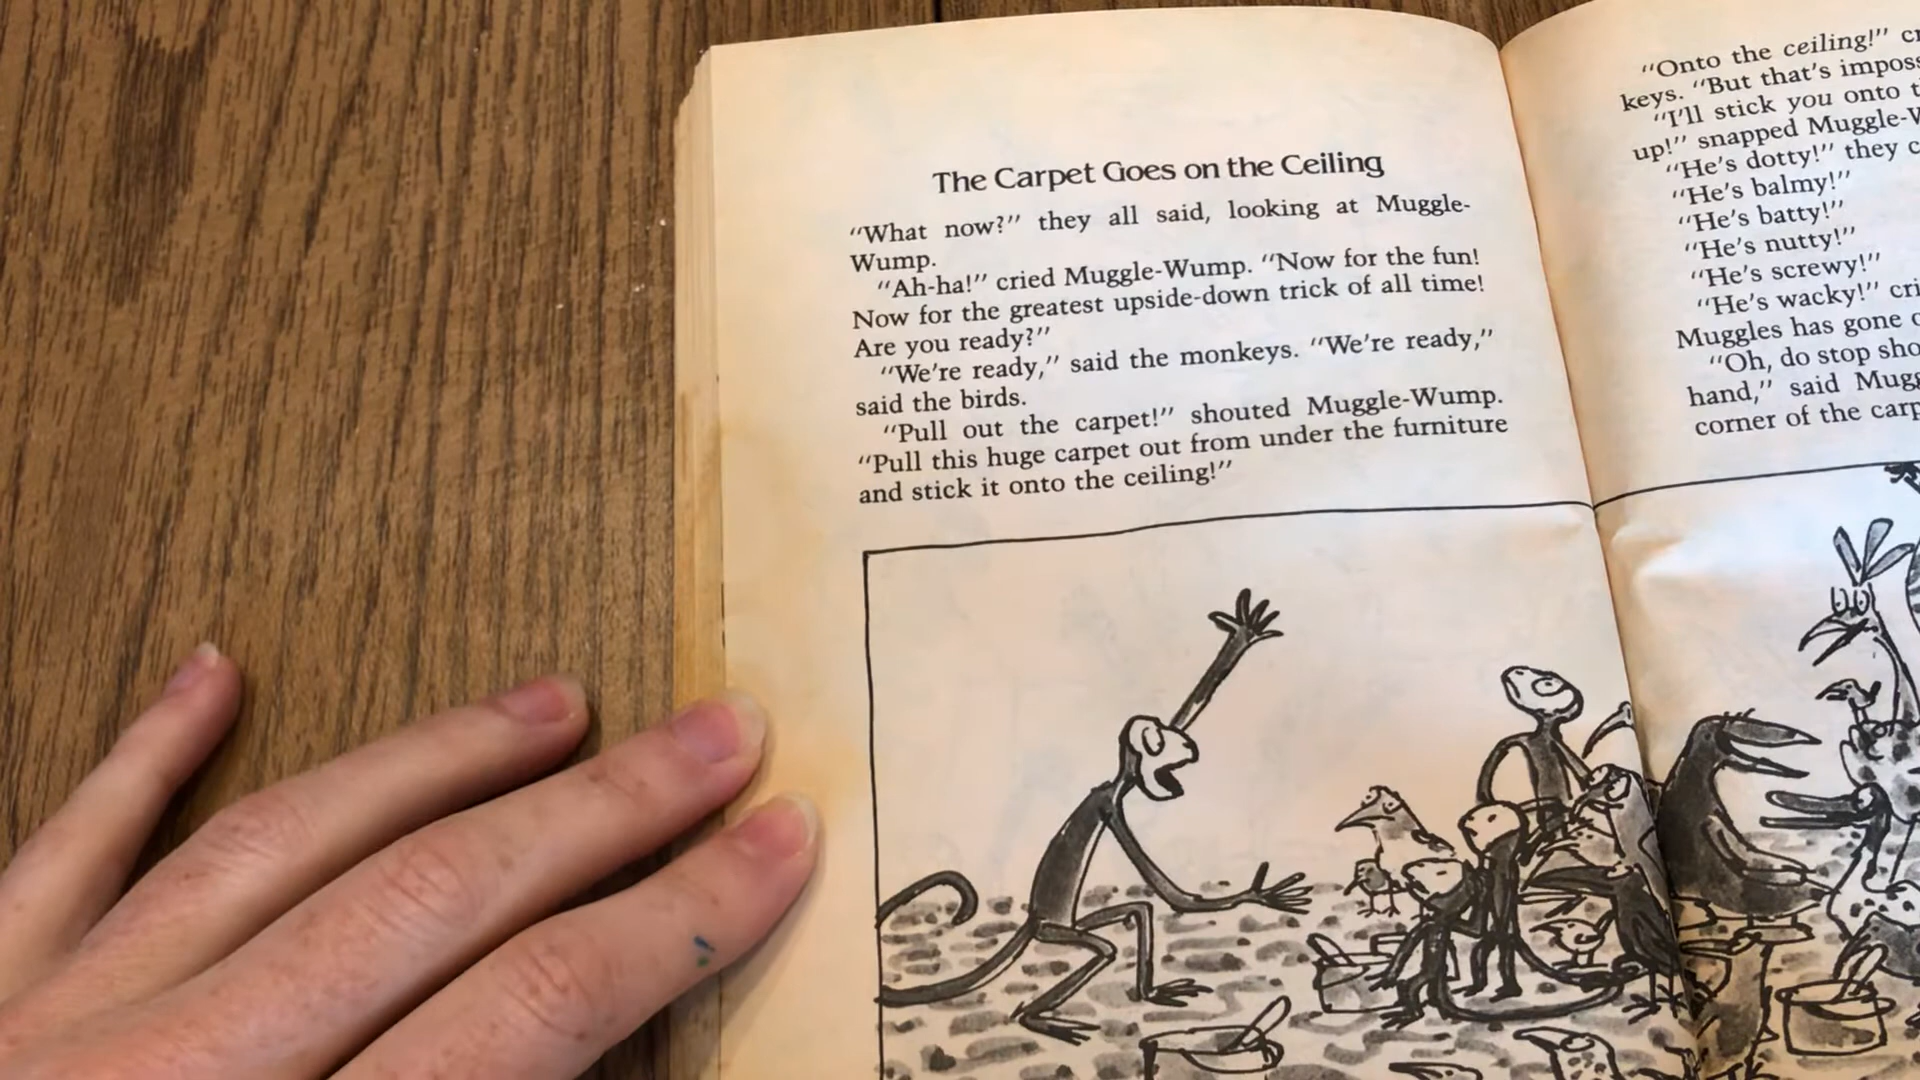 The Carpet Goes on the Ceiling
“What now?” they all said, looking at Muggle-
Wump.
“Ah-ha!” cried Muggle-Wump. “Now for the fun!
Now for the greatest upside-down trick of all time!
Are you ready?”
“We’re ready,” said the monkeys. “We’re ready,”
said the birds.
“Pull out the carpet!” shouted Muggle-Wump.
“Pull this huge carpet out from under the furniture
and stick it onto the ceiling!”
“Onto the ceiling!”
keys. “But that’s
“I’ll stick you onto
up!” snapped
“He’s dotty!” they
“He’s balmy!”
“He’s batty!”
“He’s nutty!”
“He’s screwy!”
“He’s wacky!”
Muggles has gone
“Oh, do stop
hand,” said
corner of the